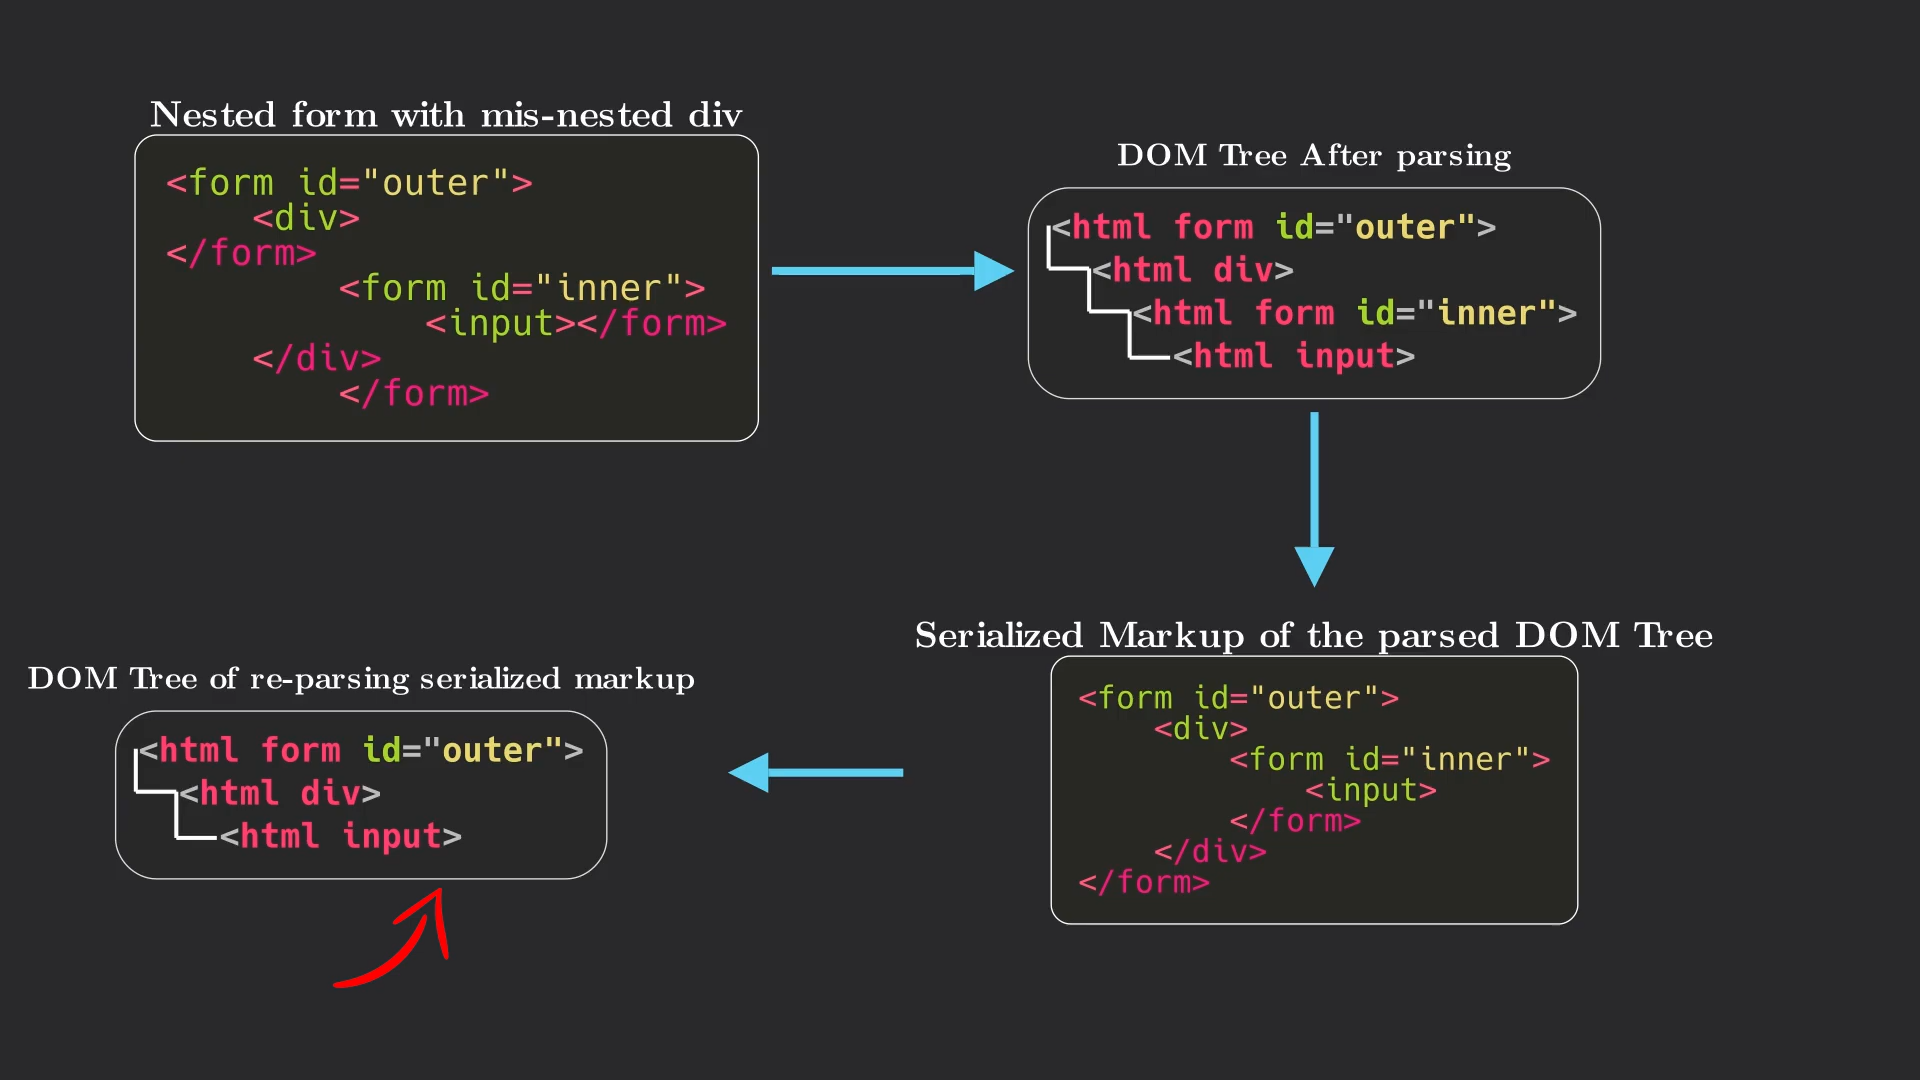 Nested form with mis-nested div
<form id="outer">
<div>
</form>
<form id="inner">
<input></form>
</div>
</form>
DOM Tree After parsing
<html form id="outer">
<html div>
<html form id="inner">
<html input>
Serialized Markup of the parsed DOM Tree
<form id="outer">
<div>
<form id="inner">
<input>
</form>
</div>
</form>
DOM Tree of re-parsing serialized markup
<html form id="outer">
<html div>
<html input>